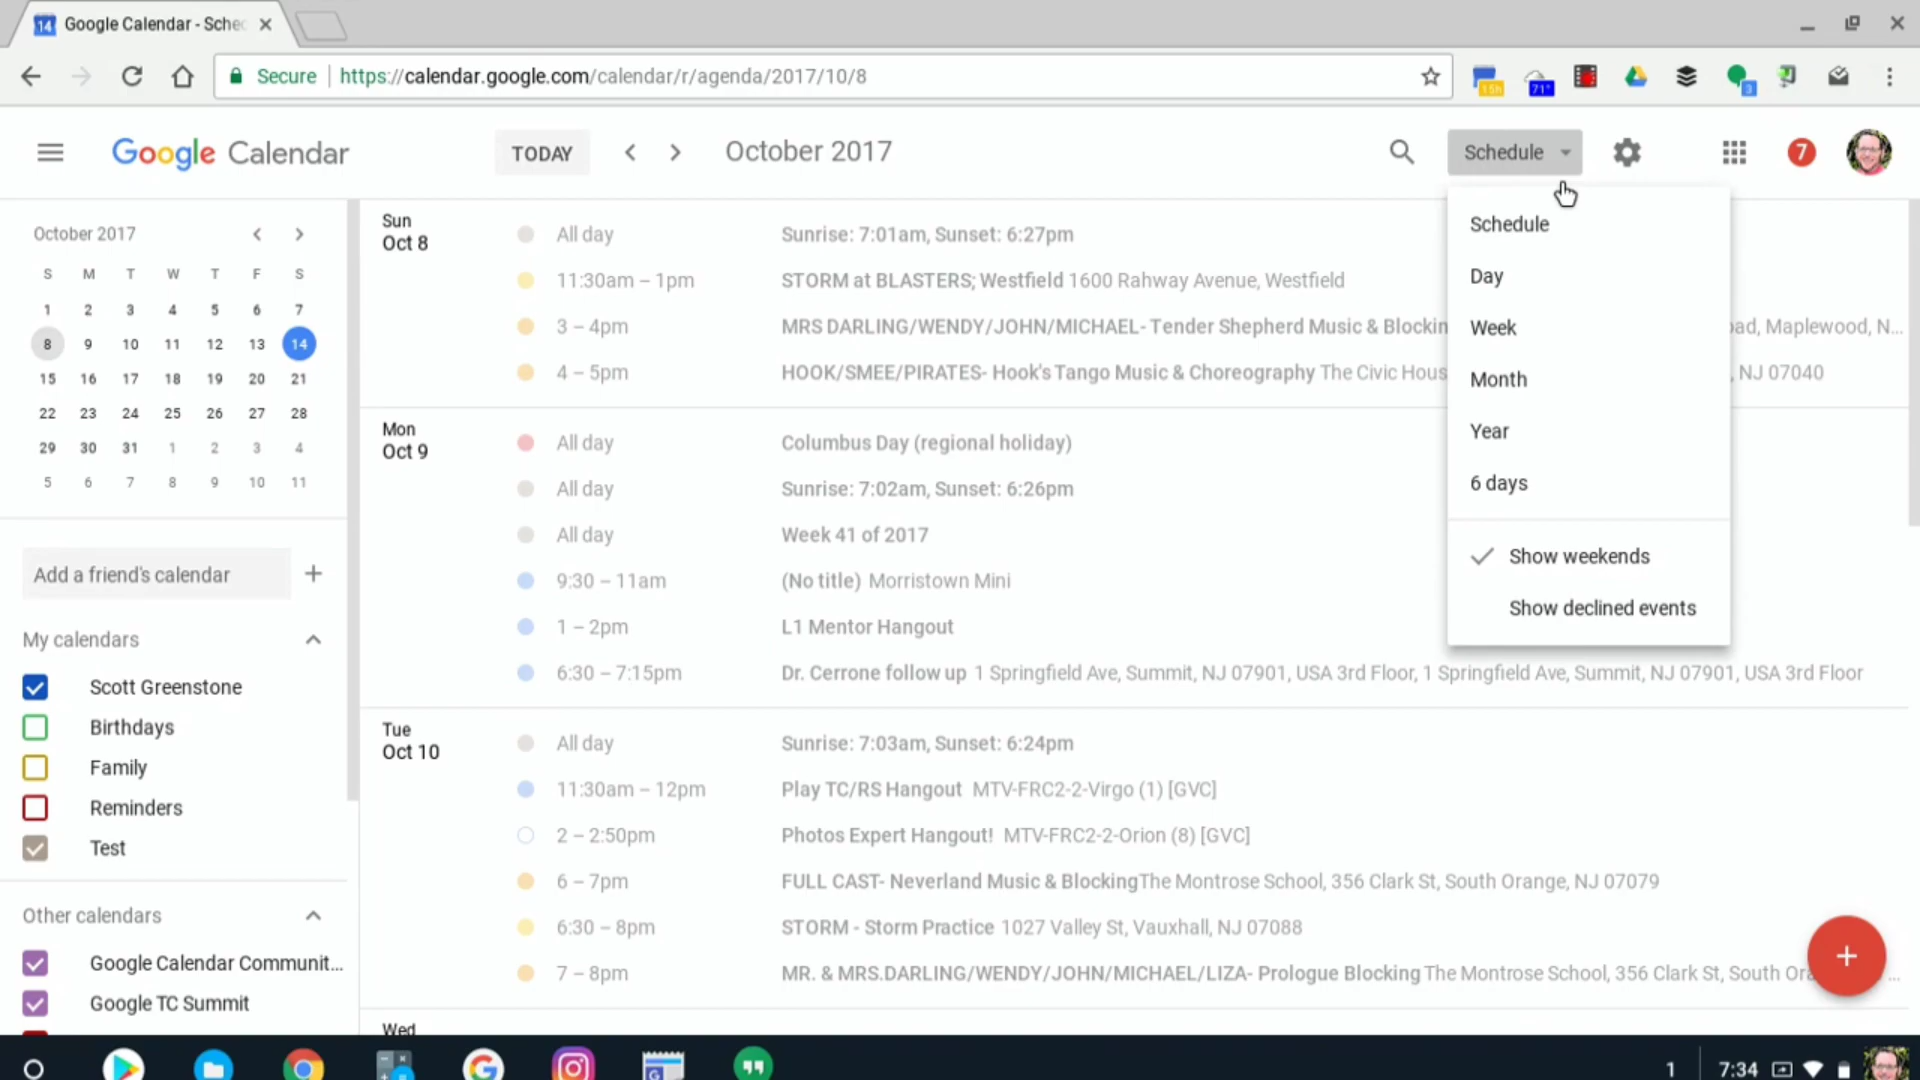 14 Google Calendar - Sche
Secure https://calendar.google.com/calendar/r/agenda/2017/10/8
15h 71° 3
Google Calendar TODAY October 2017 Schedule 7
October 2017
S M T W T F S
1 2 3 4 5 6 7
8 9 10 11 12 13 14
15 16 17 18 19 20 21
22 23 24 25 26 27 28
29 30 31 1 2 3 4
5 6 7 8 9 10 11
Add a friend's calendar
My calendars
Scott Greenstone
Birthdays
Family
Reminders
Test
Other calendars
Google Calendar Communit...
Google TC Summit
Sun
Oct 8
All day Sunrise: 7:01am, Sunset: 6:27pm
11:30am – 1pm STORM at BLASTERS; Westfield 1600 Rahway Avenue, Westfield
3 – 4pm MRS DARLING/WENDY/JOHN/MICHAEL- Tender Shepherd Music & Blockin oad, Maplewood, N...
4 – 5pm HOOK/SMEE/PIRATES- Hook's Tango Music & Choreography The Civic Hous , NJ 07040
Mon
Oct 9
All day Columbus Day (regional holiday)
All day Sunrise: 7:02am, Sunset: 6:26pm
All day Week 41 of 2017
9:30 – 11am (No title) Morristown Mini
1 – 2pm L1 Mentor Hangout
6:30 – 7:15pm Dr. Cerrone follow up 1 Springfield Ave, Summit, NJ 07901, USA 3rd Floor, 1 Springfield Ave, Summit, NJ 07901, USA 3rd Floor
Tue
Oct 10
All day Sunrise: 7:03am, Sunset: 6:24pm
11:30am – 12pm Play TC/RS Hangout MTV-FRC2-2-Virgo (1) [GVC]
2 – 2:50pm Photos Expert Hangout! MTV-FRC2-2-Orion (8) [GVC]
6 – 7pm FULL CAST- Neverland Music & Blocking The Montrose School, 356 Clark St, South Orange, NJ 07079
6:30 – 8pm STORM - Storm Practice 1027 Valley St, Vauxhall, NJ 07088
7 – 8pm MR. & MRS.DARLING/WENDY/JOHN/MICHAEL/LIZA- Prologue Blocking The Montrose School, 356 Clark St, South Ora ...
Wed
Schedule
Day
Week
Month
Year
6 days
Show weekends
Show declined events
1 7:34